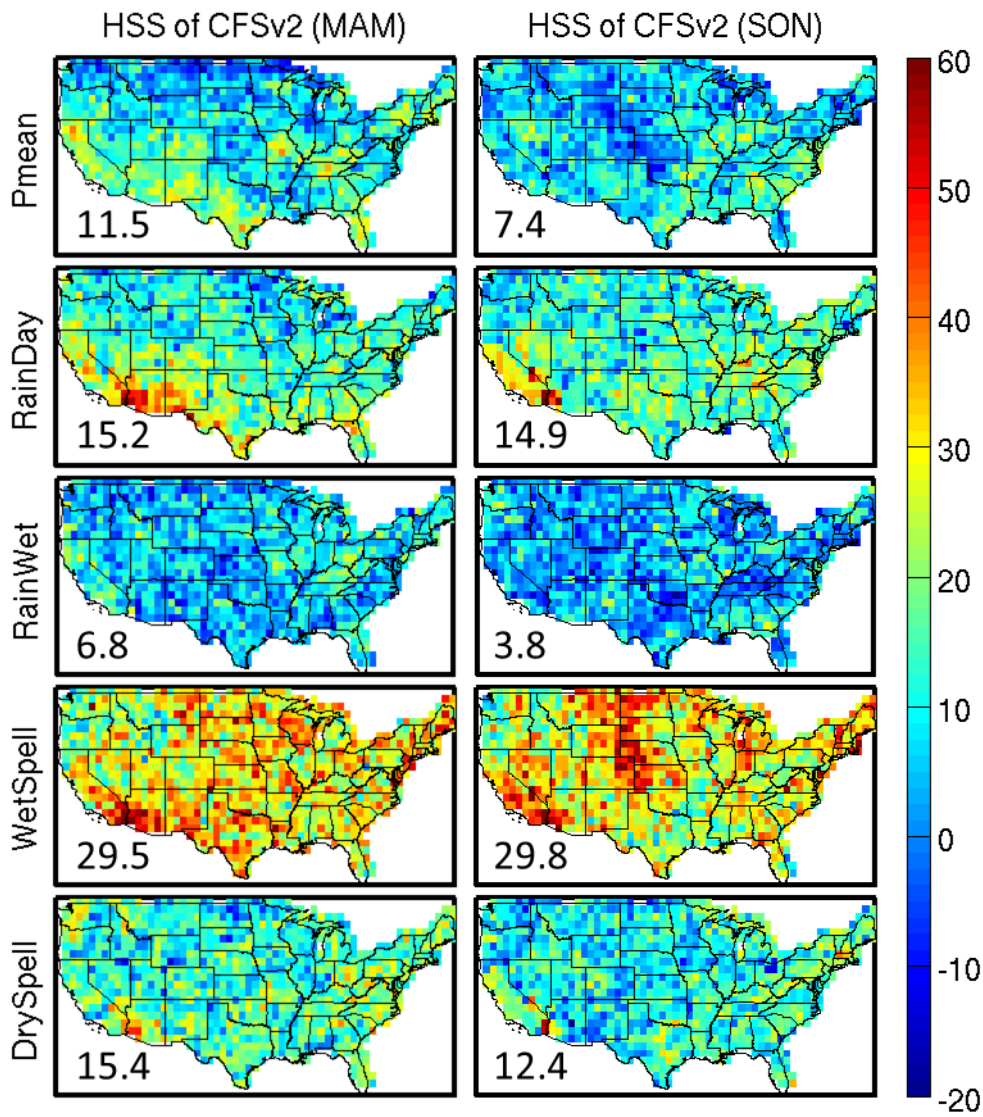 HSS of CFSv2 (MAM) HSS of CFSv2 (SON)
Pmean 11.5 7.4
RainDay 15.2 14.9
RainWet 6.8 3.8
WetSpell 29.5 29.8
DrySpell 15.4 12.4
60
50
40
30
20
10
0
-10
-20